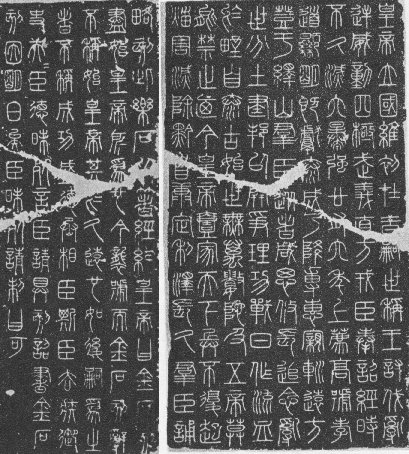 皇帝立國維初在昔嗣世稱王討伐亂
逆威動四極武義直方戎臣奉詔經時
不久滅六暴強廿有六年上薦高號孝
道顯明既獻泰成乃降專惠親巡遠方
登于繹山群臣從者咸思攸長追念亂
世分土建邦以開爭理功戰日作流血
於野自泰古始世無萬數陀及五帝莫
能禁止迺今皇帝壹家天下兵不復起
災害滅除黔首康定利澤長久群臣誦
略刻此樂石以著經紀皇帝曰金石刻
盡始皇帝所為也今襲號而金石刻辭
不稱始皇帝其於久遠也如後嗣為之
者不稱成功盛德丞相臣斯臣去疾御
史夫臣德昧死言臣請具刻詔書金石
刻因明白矣臣昧死請制曰可